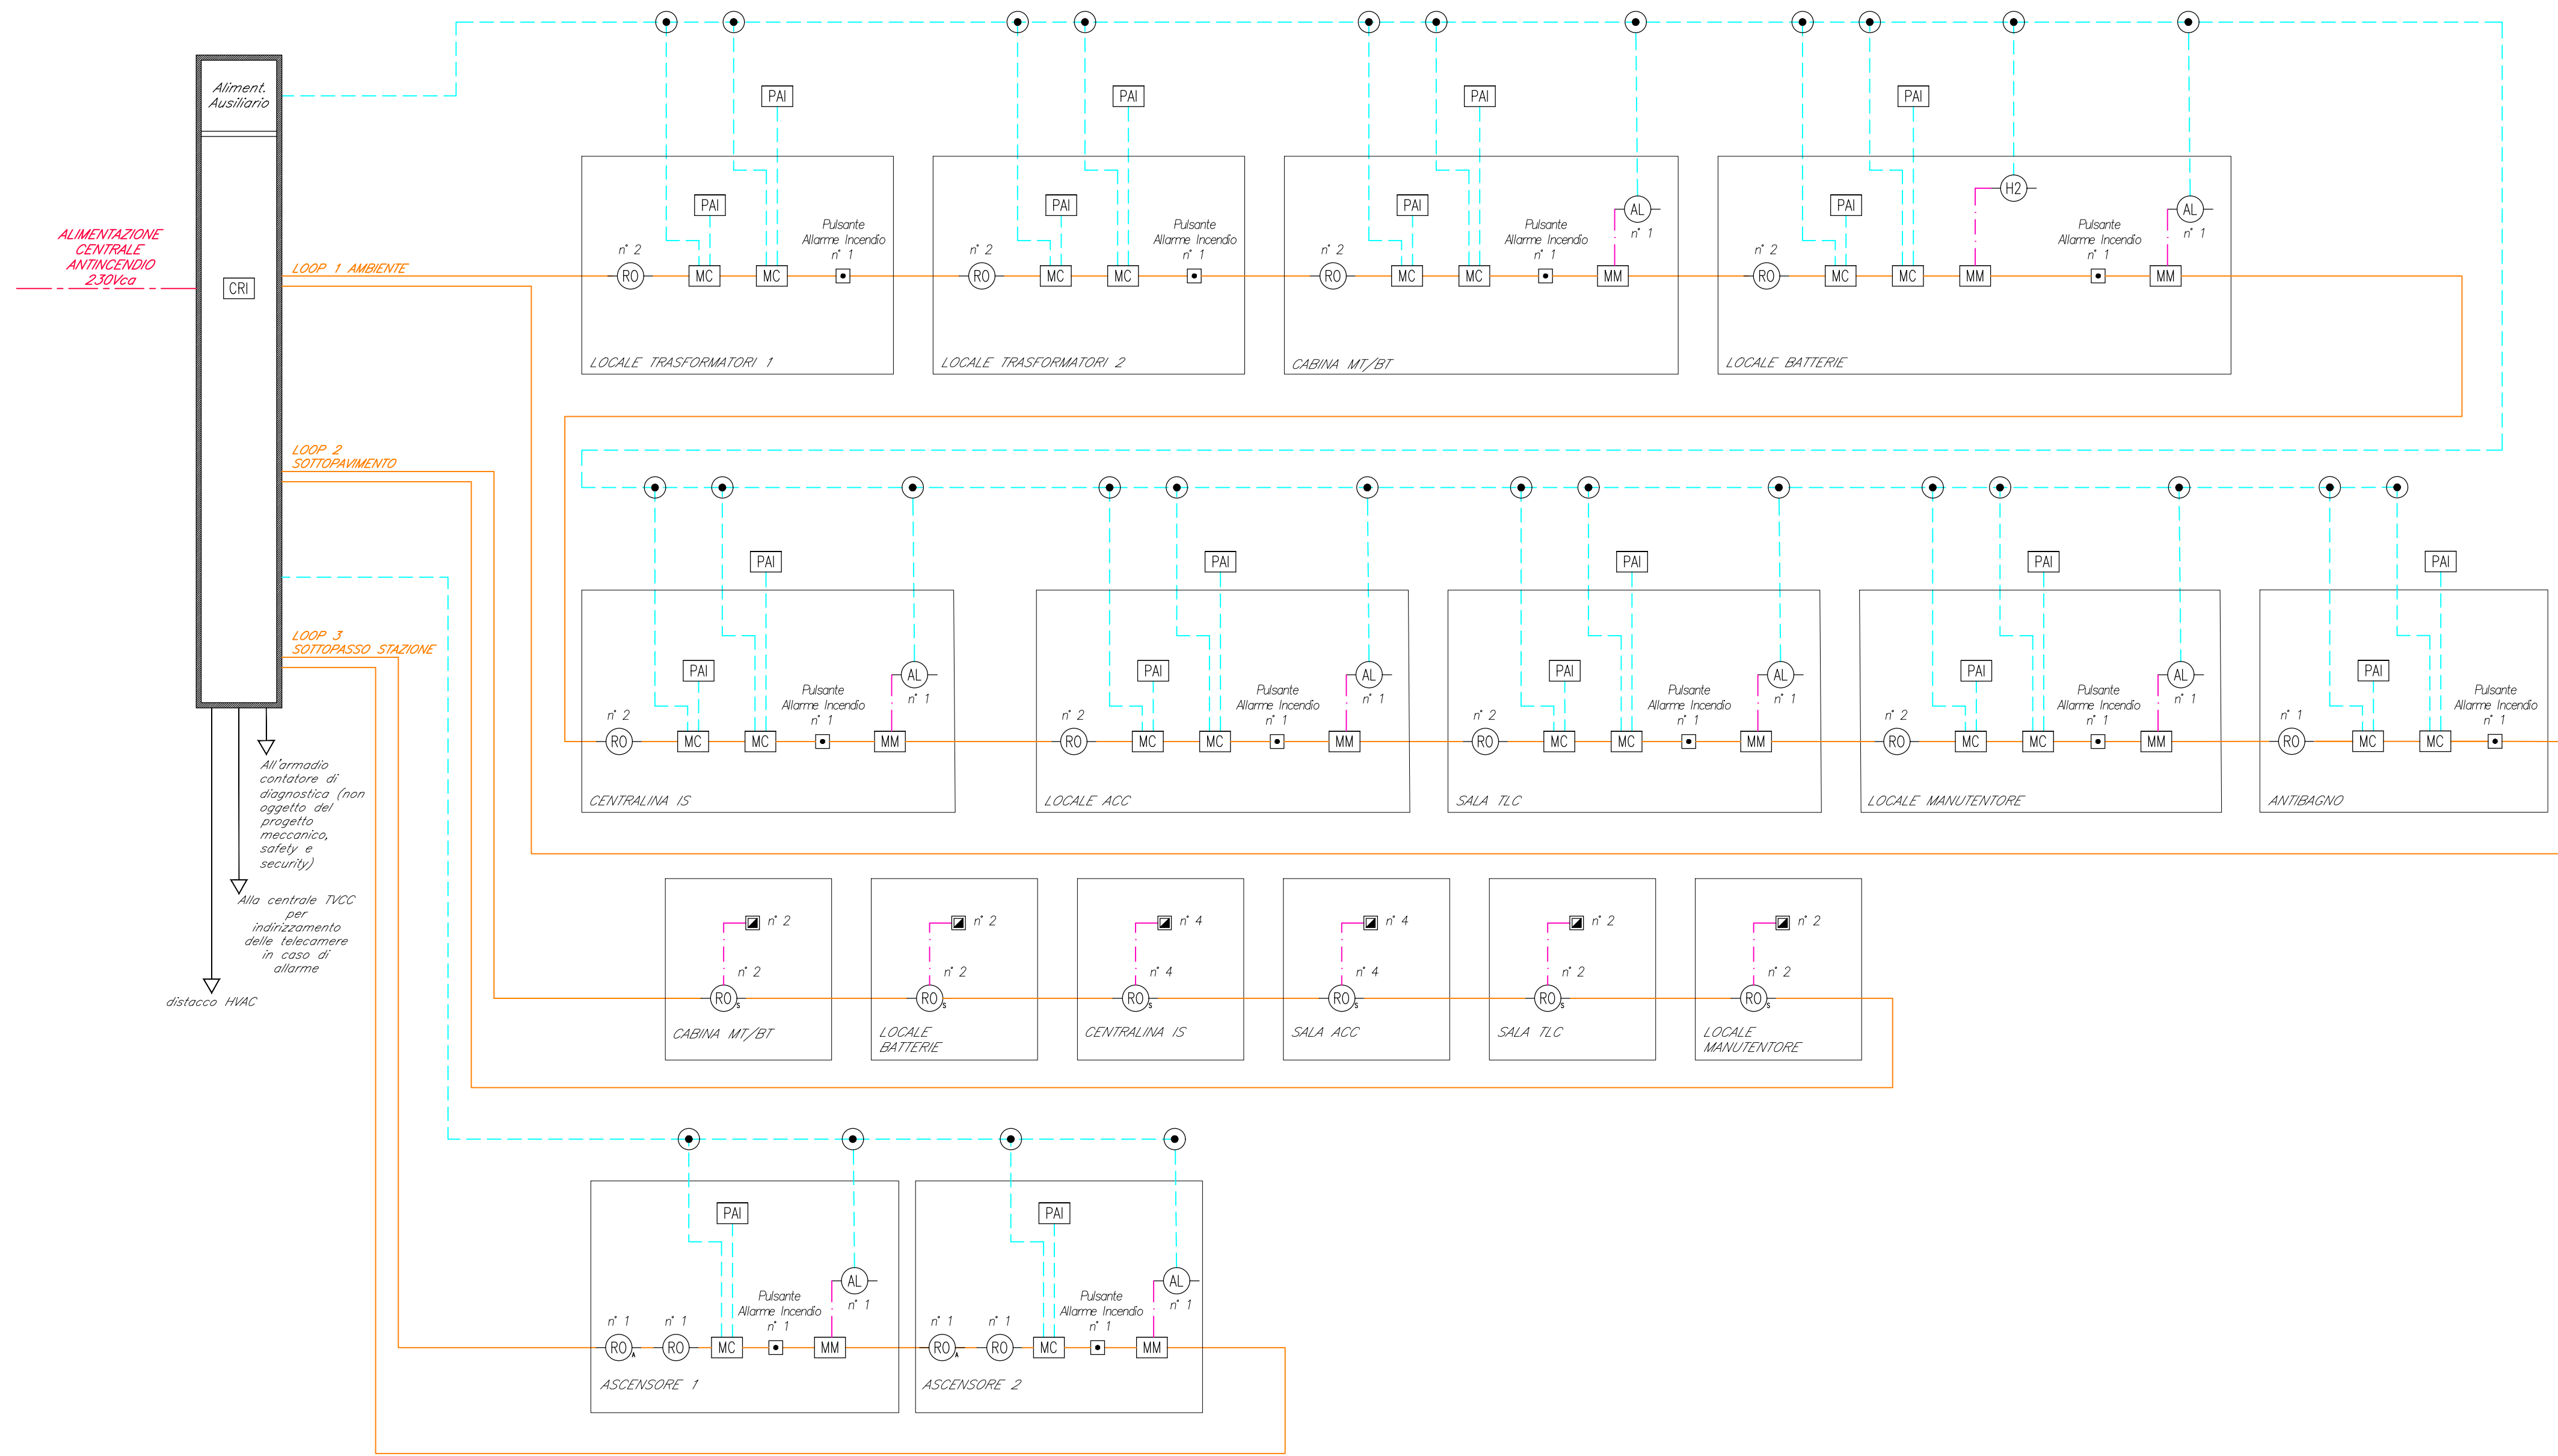 Aliment.
Ausiliario
CRI
ALIMENTAZIONE
CENTRALE
ANTINCENDIO
230Vca
LOOP 1 AMBIENTE
LOOP 2
SOTTOPAVIMENTO
LOOP 3
SOTTOPASSO STAZIONE
All'armadio
contatore di
diagnostica (non
oggetto del
progetto
meccanico,
safety e
security)
Alla centrale TVCC
per
indirizzamento
delle telecamere
in caso di
allarme
distacco HVAC
PAI
PAI
Pulsante
Allarme Incendio
n° 1
n° 2
RO
MC
MC
LOCALE TRASFORMATORI 1
PAI
PAI
Pulsante
Allarme Incendio
n° 1
n° 2
RO
MC
MC
LOCALE TRASFORMATORI 2
PAI
PAI
AL
n° 1
Pulsante
Allarme Incendio
n° 1
n° 2
RO
MC
MC
MM
CABINA MT/BT
PAI
PAI
H2
AL
n° 1
Pulsante
Allarme Incendio
n° 1
n° 2
RO
MC
MC
MM
MM
LOCALE BATTERIE
PAI
PAI
AL
n° 1
Pulsante
Allarme Incendio
n° 1
n° 2
RO
MC
MC
MM
CENTRALINA IS
PAI
PAI
AL
n° 1
Pulsante
Allarme Incendio
n° 1
n° 2
RO
MC
MC
MM
LOCALE ACC
PAI
PAI
AL
n° 1
Pulsante
Allarme Incendio
n° 1
n° 2
RO
MC
MC
MM
SALA TLC
PAI
PAI
AL
n° 1
Pulsante
Allarme Incendio
n° 1
n° 2
RO
MC
MC
MM
LOCALE MANUTENTORE
PAI
PAI
Pulsante
Allarme Incendio
n° 1
n° 1
RO
MC
MC
ANTIBAGNO
n° 2
n° 2
RO S
CABINA MT/BT
n° 2
n° 2
RO S
LOCALE
BATTERIE
n° 4
n° 4
RO S
CENTRALINA IS
n° 4
n° 4
RO S
SALA ACC
n° 2
n° 2
RO S
SALA TLC
n° 2
n° 2
RO S
LOCALE
MANUTENTORE
PAI
AL
n° 1
Pulsante
Allarme Incendio
n° 1
n° 1
n° 1
RO A
RO
MC
MM
ASCENSORE 1
PAI
AL
n° 1
Pulsante
Allarme Incendio
n° 1
n° 1
n° 1
RO A
RO
MC
MM
ASCENSORE 2